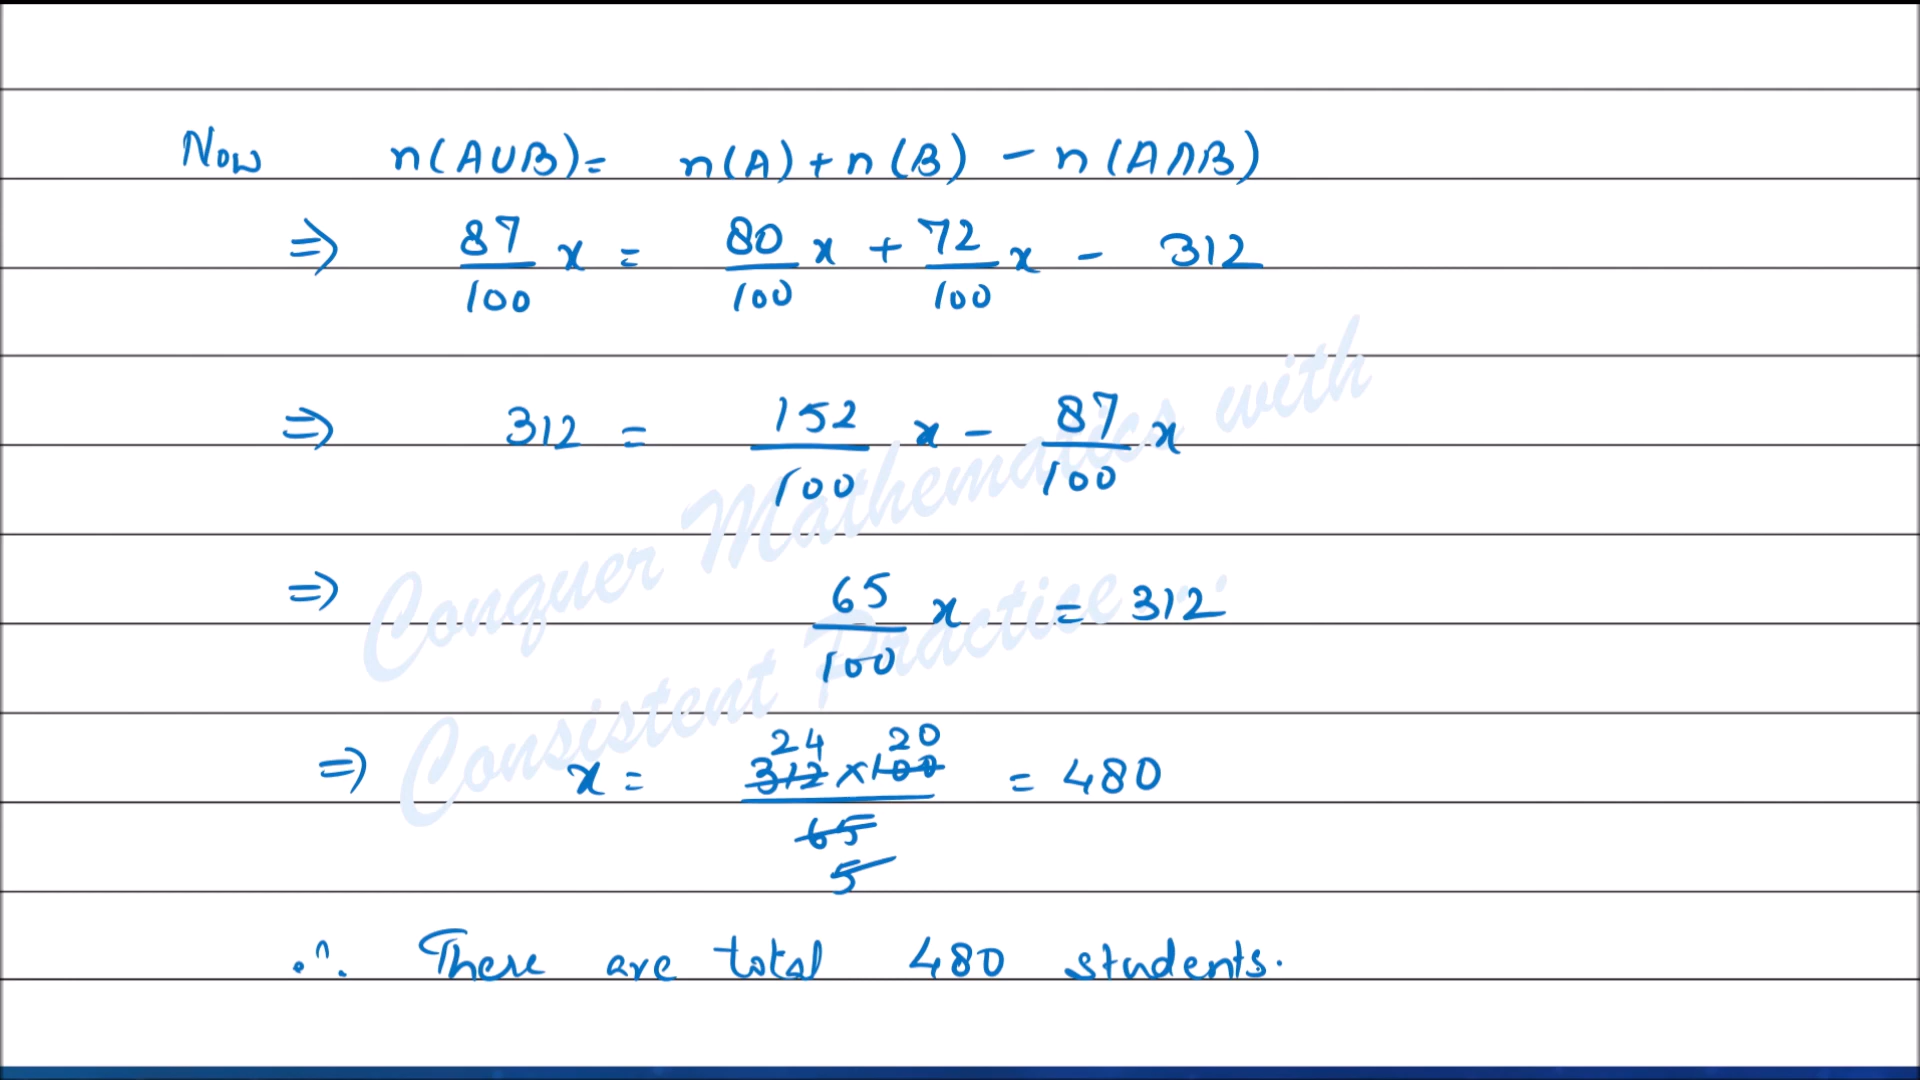 Now n(A∪B)= n(A)+n(B) - n(A∩B)
⇒ 87/100 x = 80/100 x + 72/100 x - 312
⇒ 312 = 152/100 x - 87/100 x
⇒ 65/100 x = 312
24 20
⇒ x = 312×100/65 = 480
5
∴ There are total 480 students.
Conquer Mathematics with
Consistent Practice...